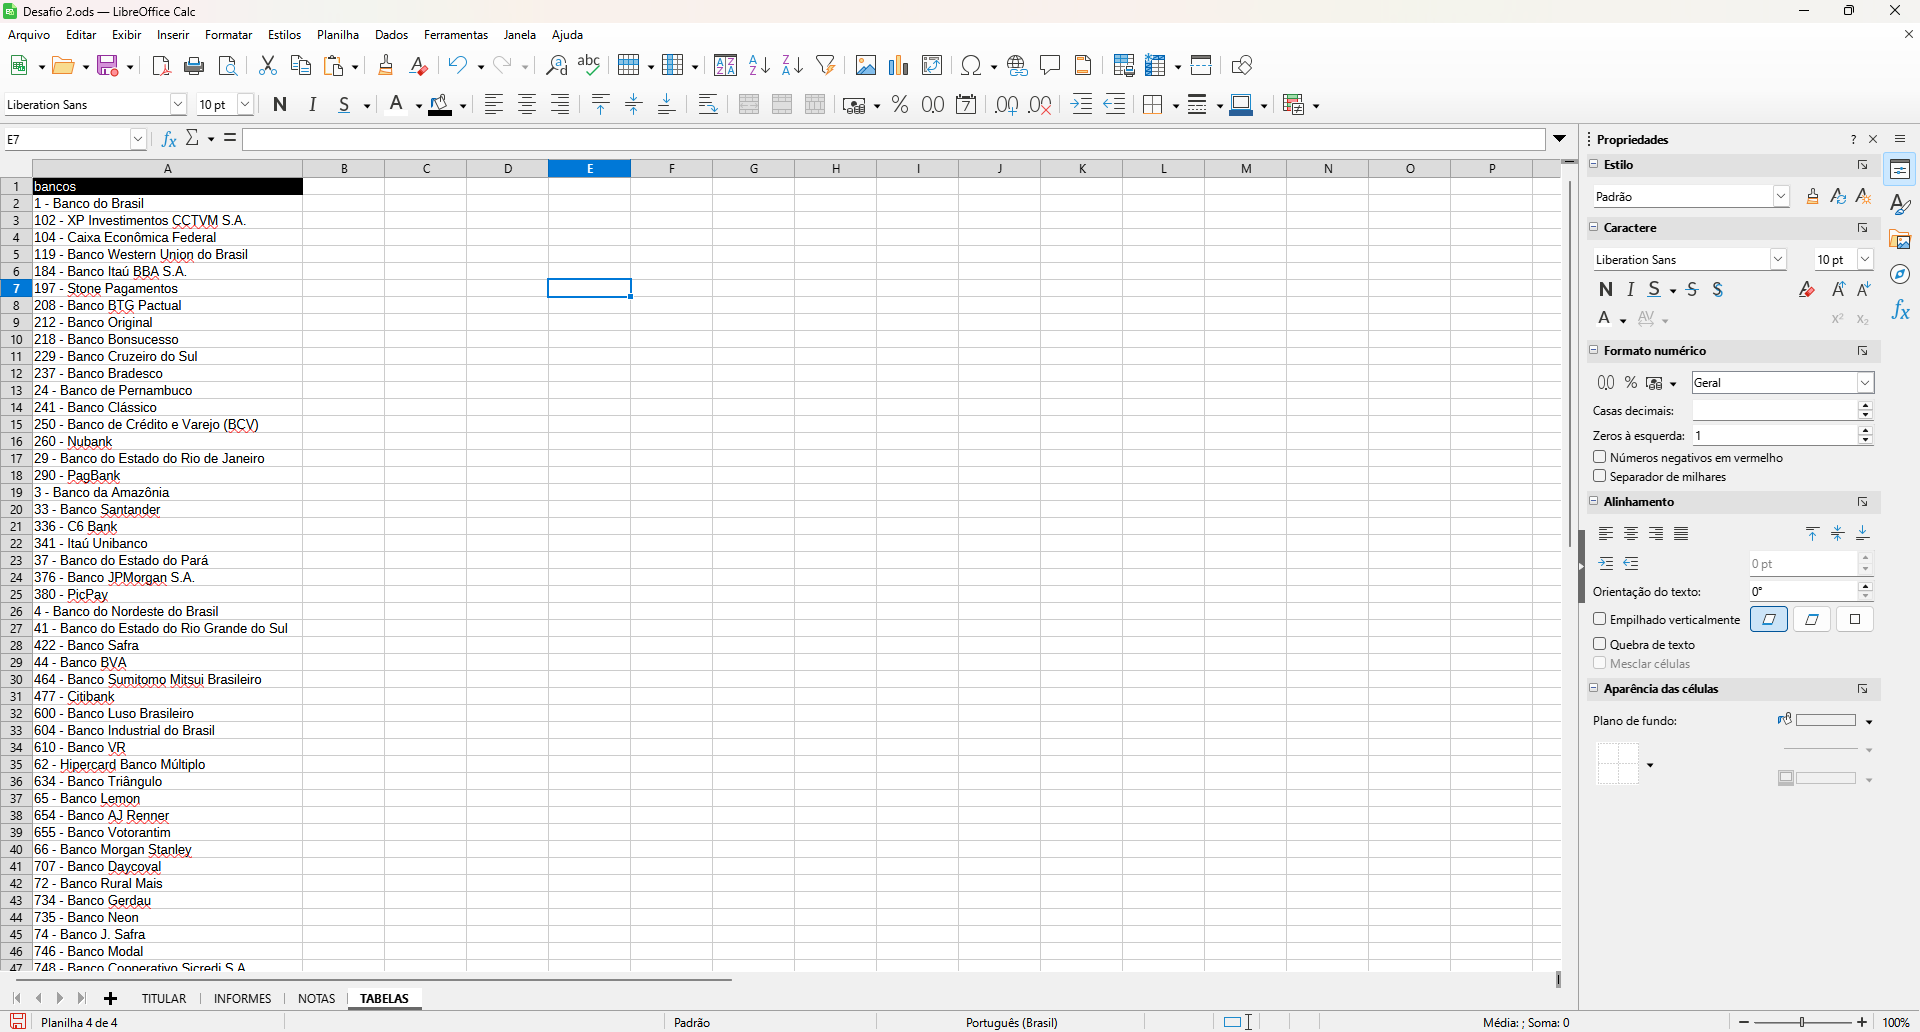 Desafio 2.ods — LibreOffice Calc
Arquivo Editar Exibir Inserir Formatar Estilos Planilha Dados Ferramentas Janela Ajuda
Liberation Sans 10 pt N I S A % 0,0 7
E7 fx Σ =
A B C D E F G H I J K L M N O P
1 bancos
2 1 - Banco do Brasil
3 102 - XP Investimentos CCTVM S.A.
4 104 - Caixa Econômica Federal
5 119 - Banco Western Union do Brasil
6 184 - Banco Itaú BBA S.A.
7 197 - Stone Pagamentos
8 208 - Banco BTG Pactual
9 212 - Banco Original
10 218 - Banco Bonsucesso
11 229 - Banco Cruzeiro do Sul
12 237 - Banco Bradesco
13 24 - Banco de Pernambuco
14 241 - Banco Clássico
15 250 - Banco de Crédito e Varejo (BCV)
16 260 - Nubank
17 29 - Banco do Estado do Rio de Janeiro
18 290 - PagBank
19 3 - Banco da Amazônia
20 33 - Banco Santander
21 336 - C6 Bank
22 341 - Itaú Unibanco
23 37 - Banco do Estado do Pará
24 376 - Banco JPMorgan S.A.
25 380 - PicPay
26 4 - Banco do Nordeste do Brasil
27 41 - Banco do Estado do Rio Grande do Sul
28 422 - Banco Safra
29 44 - Banco BVA
30 464 - Banco Sumitomo Mitsui Brasileiro
31 477 - Citibank
32 600 - Banco Luso Brasileiro
33 604 - Banco Industrial do Brasil
34 610 - Banco VR
35 62 - Hipercard Banco Múltiplo
36 634 - Banco Triângulo
37 65 - Banco Lemon
38 654 - Banco AJ Renner
39 655 - Banco Votorantim
40 66 - Banco Morgan Stanley
41 707 - Banco Daycoval
42 72 - Banco Rural Mais
43 734 - Banco Gerdau
44 735 - Banco Neon
45 74 - Banco J. Safra
46 746 - Banco Modal
47 748 - Banco Cooperativo Sicredi S.A.
Propriedades ?
Estilo
Padrão
Caractere
Liberation Sans 10 pt
N I S S S
A AV X² X₂
Formato numérico
0,0 % Geral
Casas decimais:
Zeros à esquerda: 1
Números negativos em vermelho
Separador de milhares
Alinhamento
0 pt
Orientação do texto: 0°
Empilhado verticalmente
Quebra de texto
Mesclar células
Aparência das células
Plano de fundo:
TITULAR INFORMES NOTAS TABELAS
Planilha 4 de 4 Padrão Português (Brasil) Média: ; Soma: 0 100%